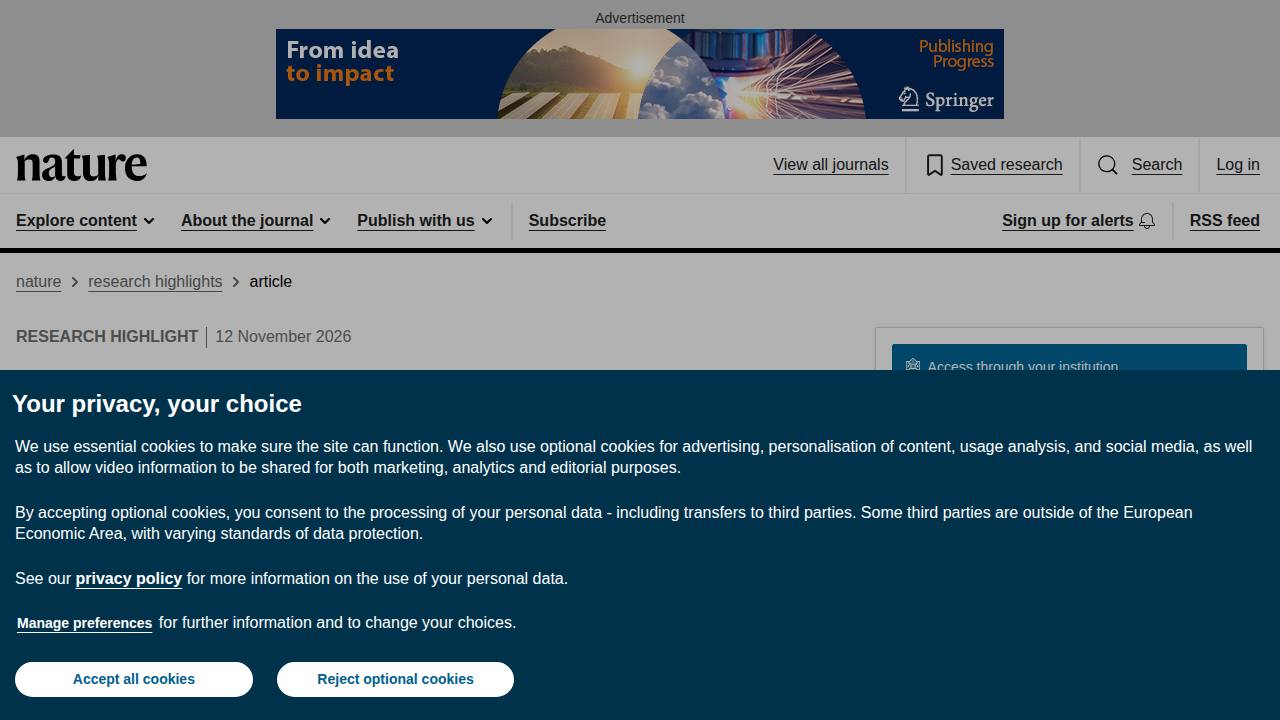 Advertisement
From idea
to impact
Publishing
Progress
Springer
nature
View all journals
Saved research
Search
Log in
Explore content
About the journal
Publish with us
Subscribe
Sign up for alerts
RSS feed
nature
research highlights
article
RESEARCH HIGHLIGHT
12 November 2026
Access through your institution
Your privacy, your choice
We use essential cookies to make sure the site can function. We also use optional cookies for advertising, personalisation of content, usage analysis, and social media, as well
as to allow video information to be shared for both marketing, analytics and editorial purposes.
By accepting optional cookies, you consent to the processing of your personal data - including transfers to third parties. Some third parties are outside of the European
Economic Area, with varying standards of data protection.
See our privacy policy for more information on the use of your personal data.
Manage preferences for further information and to change your choices.
Accept all cookies
Reject optional cookies